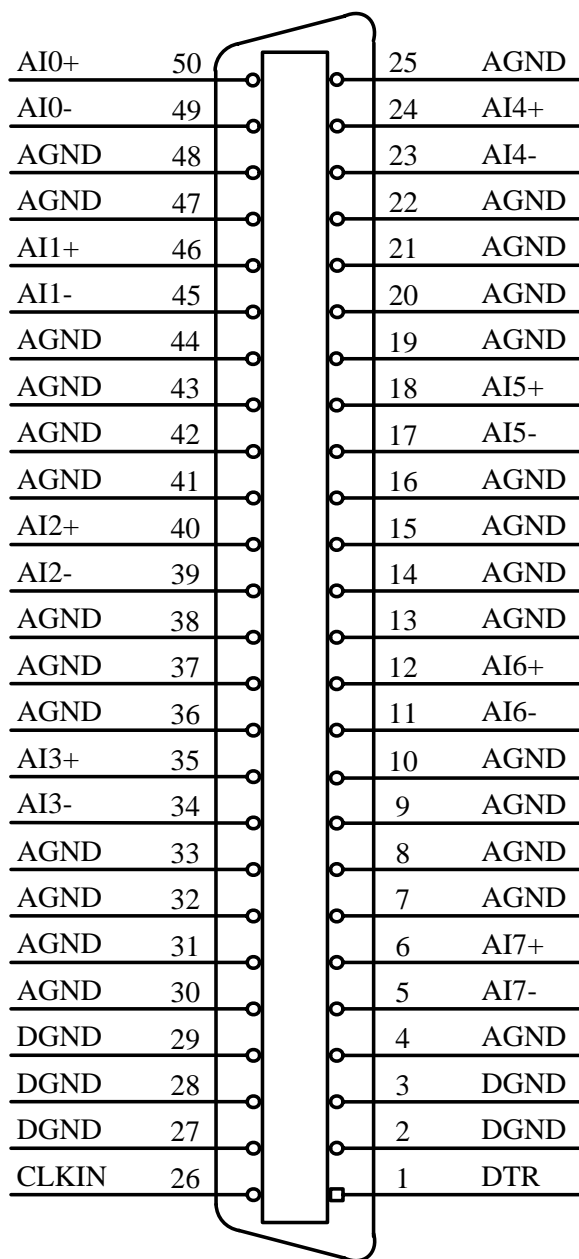 AI0+ 50 25 AGND
AI0- 49 24 AI4+
AGND 48 23 AI4-
AGND 47 22 AGND
AI1+ 46 21 AGND
AI1- 45 20 AGND
AGND 44 19 AGND
AGND 43 18 AI5+
AGND 42 17 AI5-
AGND 41 16 AGND
AI2+ 40 15 AGND
AI2- 39 14 AGND
AGND 38 13 AGND
AGND 37 12 AI6+
AGND 36 11 AI6-
AI3+ 35 10 AGND
AI3- 34 9 AGND
AGND 33 8 AGND
AGND 32 7 AGND
AGND 31 6 AI7+
AGND 30 5 AI7-
DGND 29 4 AGND
DGND 28 3 DGND
DGND 27 2 DGND
CLKIN 26 1 DTR